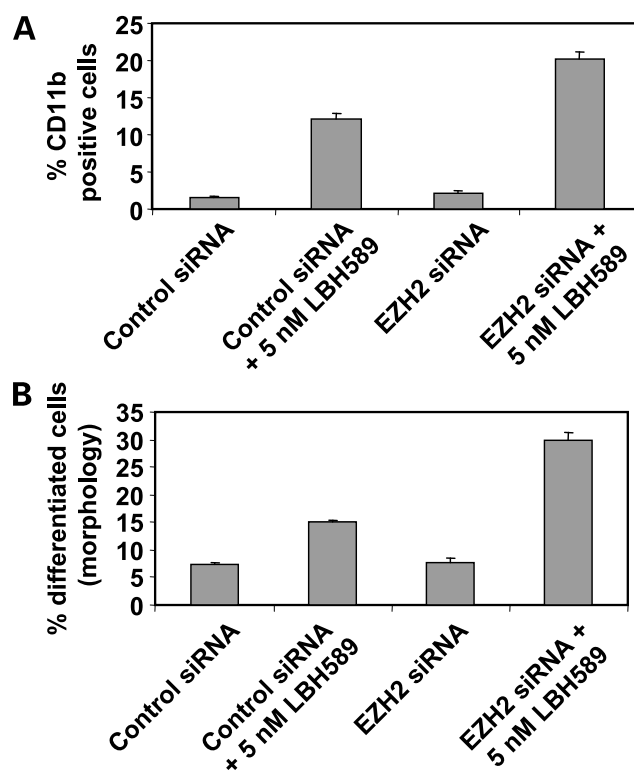 A
% CD11b
positive cells
25
20
15
10
5
0
Control siRNA
Control siRNA
+ 5 nM LBH589
EZH2 siRNA
EZH2 siRNA +
5 nM LBH589
B
% differentiated cells
(morphology)
35
30
25
20
15
10
5
0
Control siRNA
Control siRNA
+ 5 nM LBH589
EZH2 siRNA
EZH2 siRNA +
5 nM LBH589